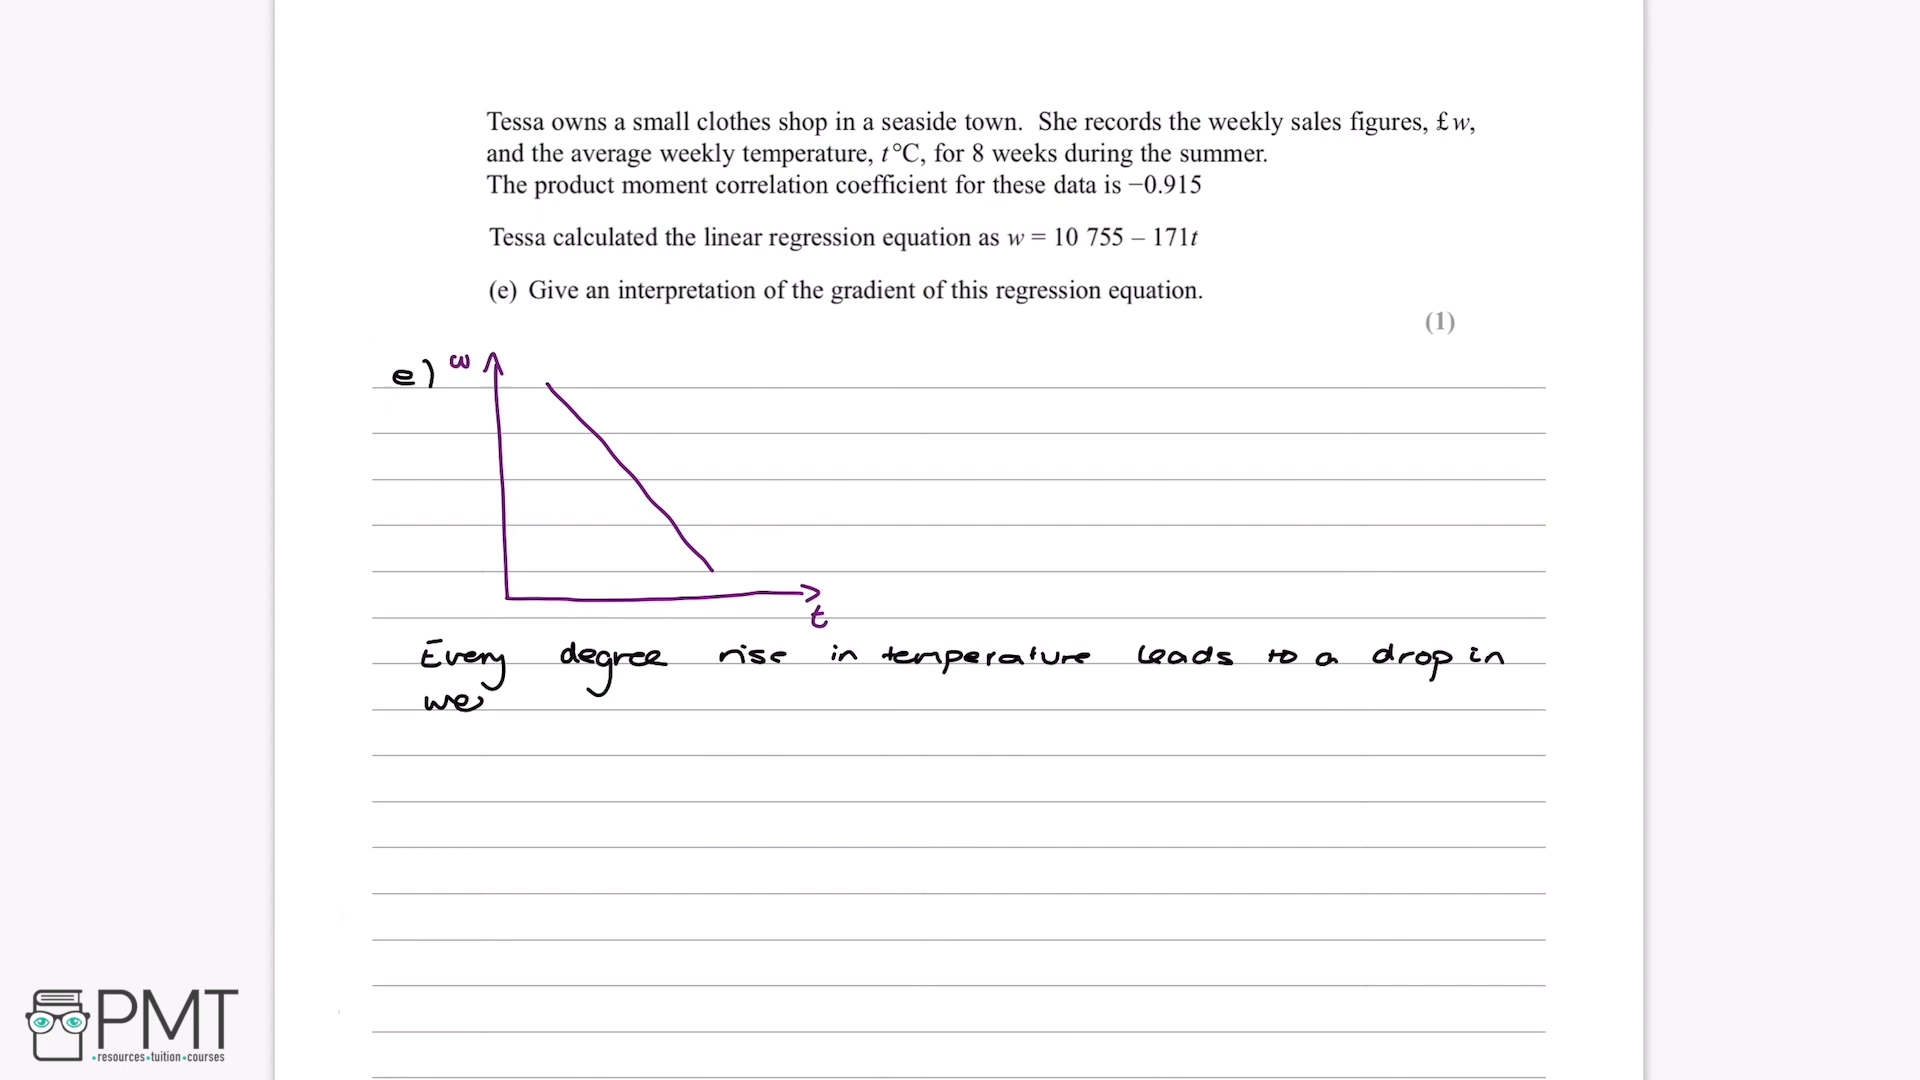 Tessa owns a small clothes shop in a seaside town. She records the weekly sales figures, £w,
and the average weekly temperature, t°C, for 8 weeks during the summer.
The product moment correlation coefficient for these data is −0.915
Tessa calculated the linear regression equation as w = 10 755 – 171t
(e) Give an interpretation of the gradient of this regression equation.
(1)
e) w
t
Every degree rise in temperature leads to a drop in
we
PMT
•resources•tuition•courses